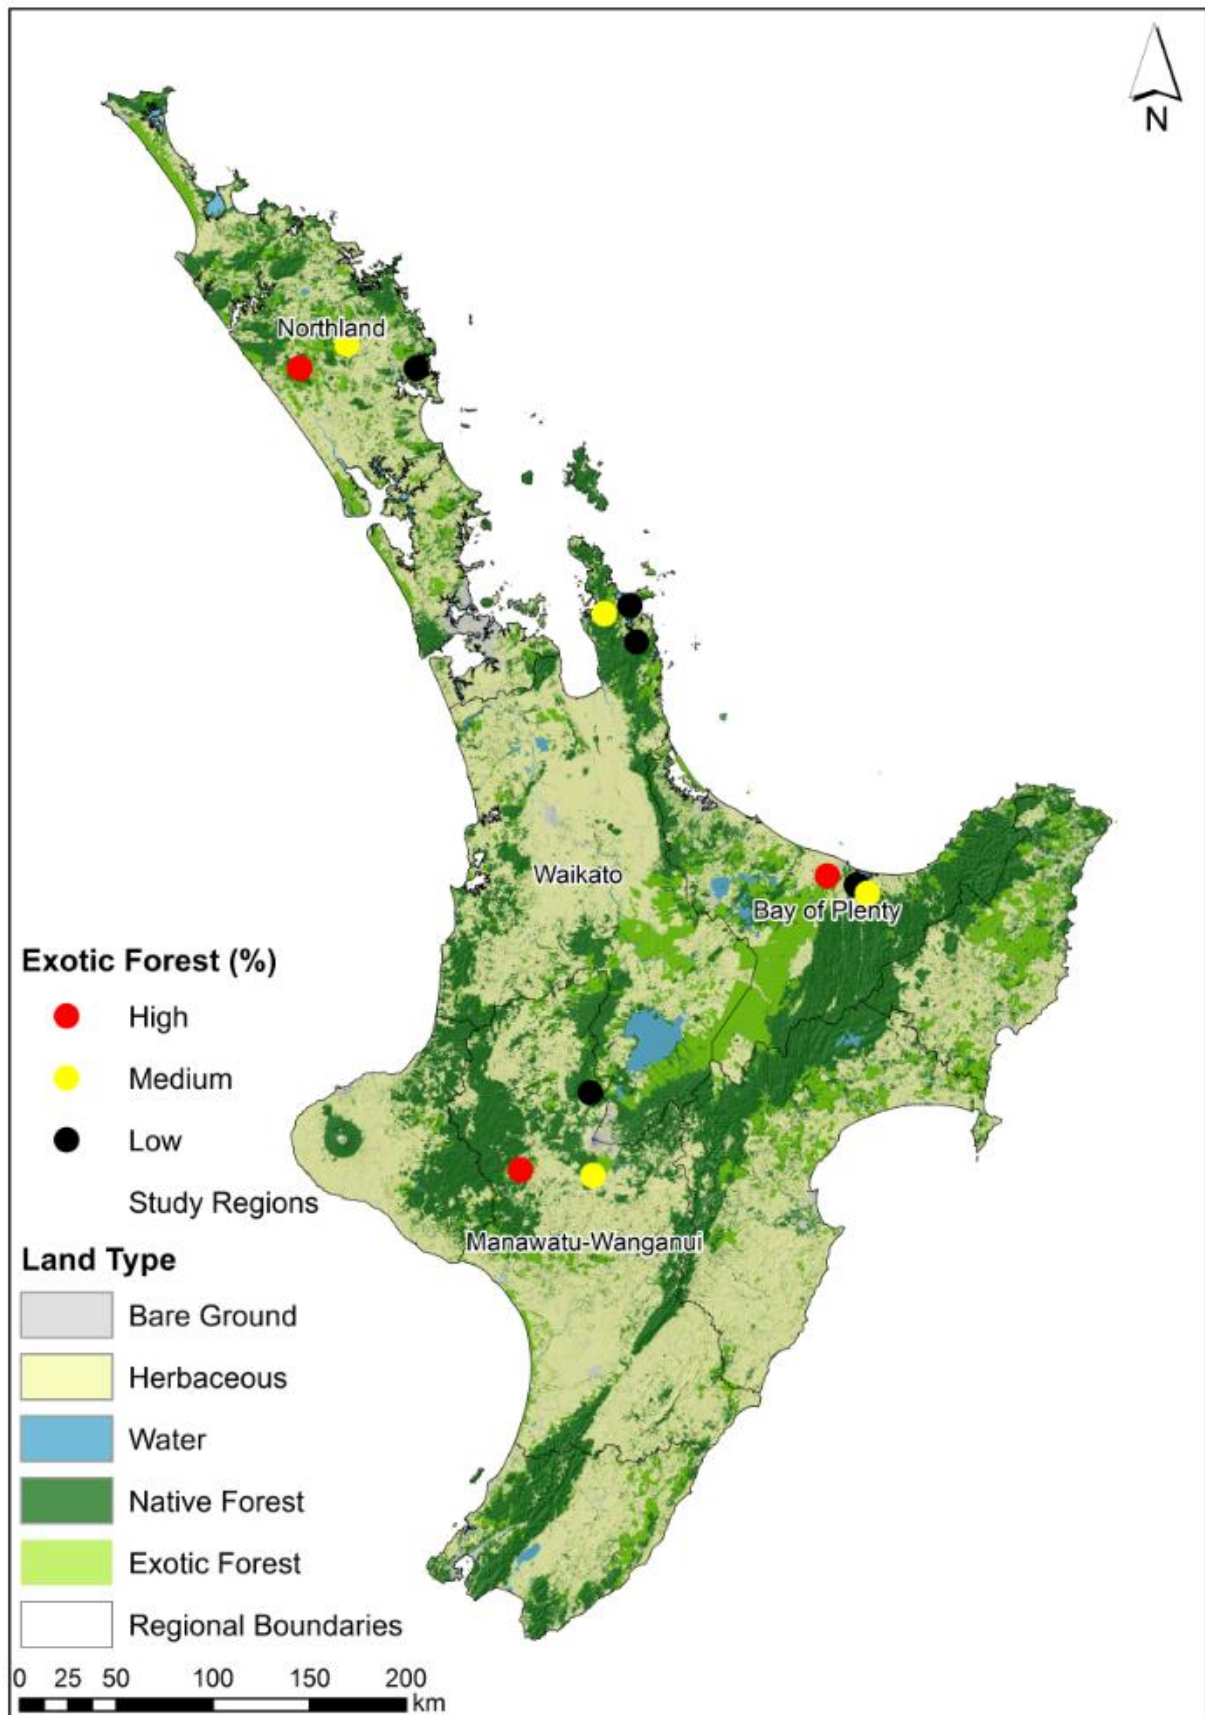 N
Northland
Waikato
Bay of Plenty
Manawatu-Wanganui
Exotic Forest (%)
High
Medium
Low
Study Regions
Land Type
Bare Ground
Herbaceous
Water
Native Forest
Exotic Forest
Regional Boundaries
0 25 50 100 150 200
km